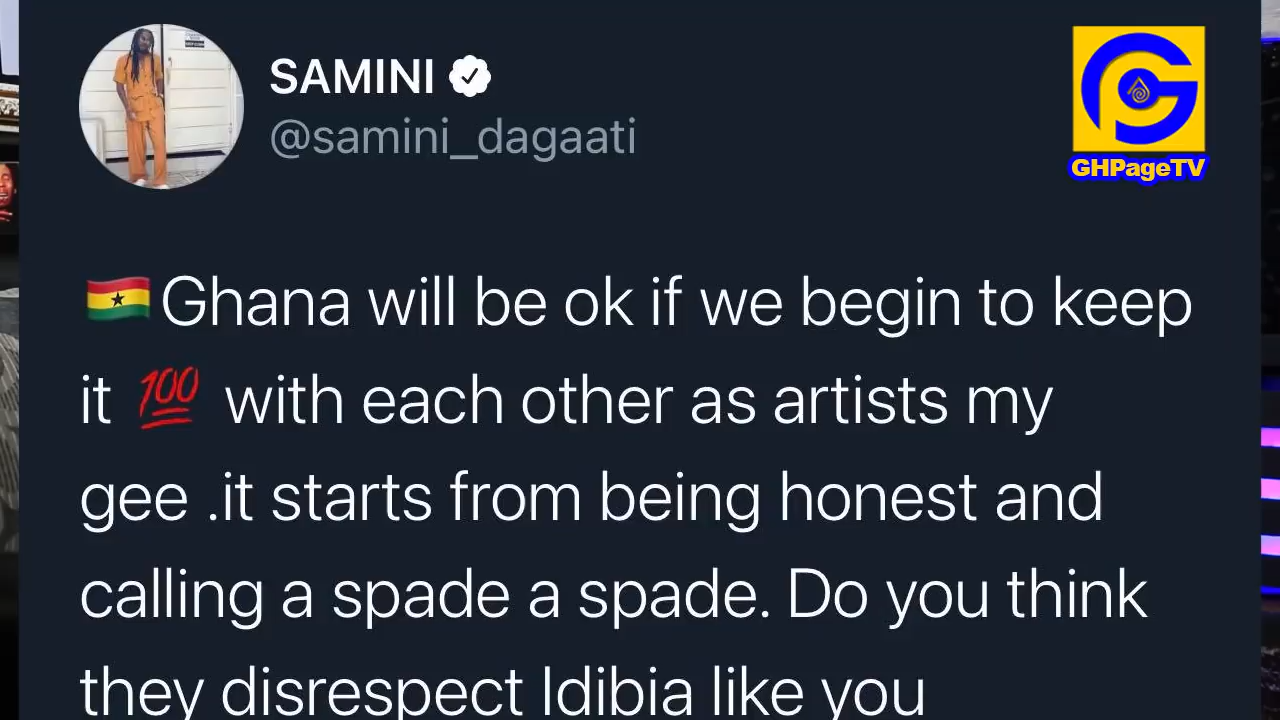 SAMINI
@samini_dagaati
GHPageTV
🇬🇭Ghana will be ok if we begin to keep
it 💯 with each other as artists my
gee .it starts from being honest and
calling a spade a spade. Do you think
they disrespect Idibia like you